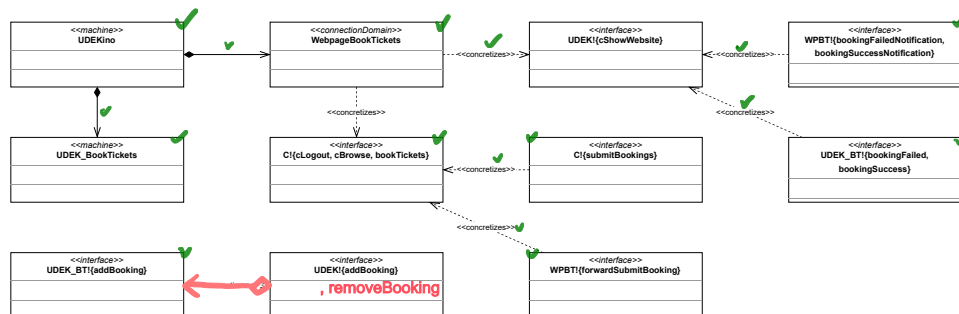 <<machine>>
UDEKino
<<connectionDomain>>
WebpageBookTickets
<<concretizes>>
<<interface>>
UDEK!{cShowWebsite}
<<concretizes>>
<<interface>>
WPBT!{bookingFailedNotification,
bookingSuccessNotification}
<<concretizes>>
<<concretizes>>
<<machine>>
UDEK_BookTickets
<<interface>>
C!{cLogout, cBrowse, bookTickets}
<<concretizes>>
<<interface>>
C!{submitBookings}
<<interface>>
UDEK_BT!{bookingFailed,
bookingSuccess}
<<concretizes>>
<<interface>>
UDEK_BT!{addBooking}
<<interface>>
UDEK!{addBooking}
, removeBooking
<<interface>>
WPBT!{forwardSubmitBooking}